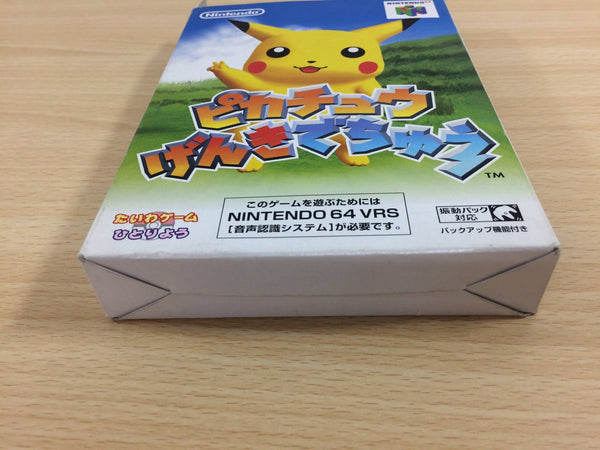 Nintendo
NINTENDO64
ピカチュウ
げんきでちゅう
TM
たいわゲーム
ひとりよう
このゲームを遊ぶためには
NINTENDO 64 VRS
[音声認識システム]が必要です。
振動パック
対応
バックアップ機能付き